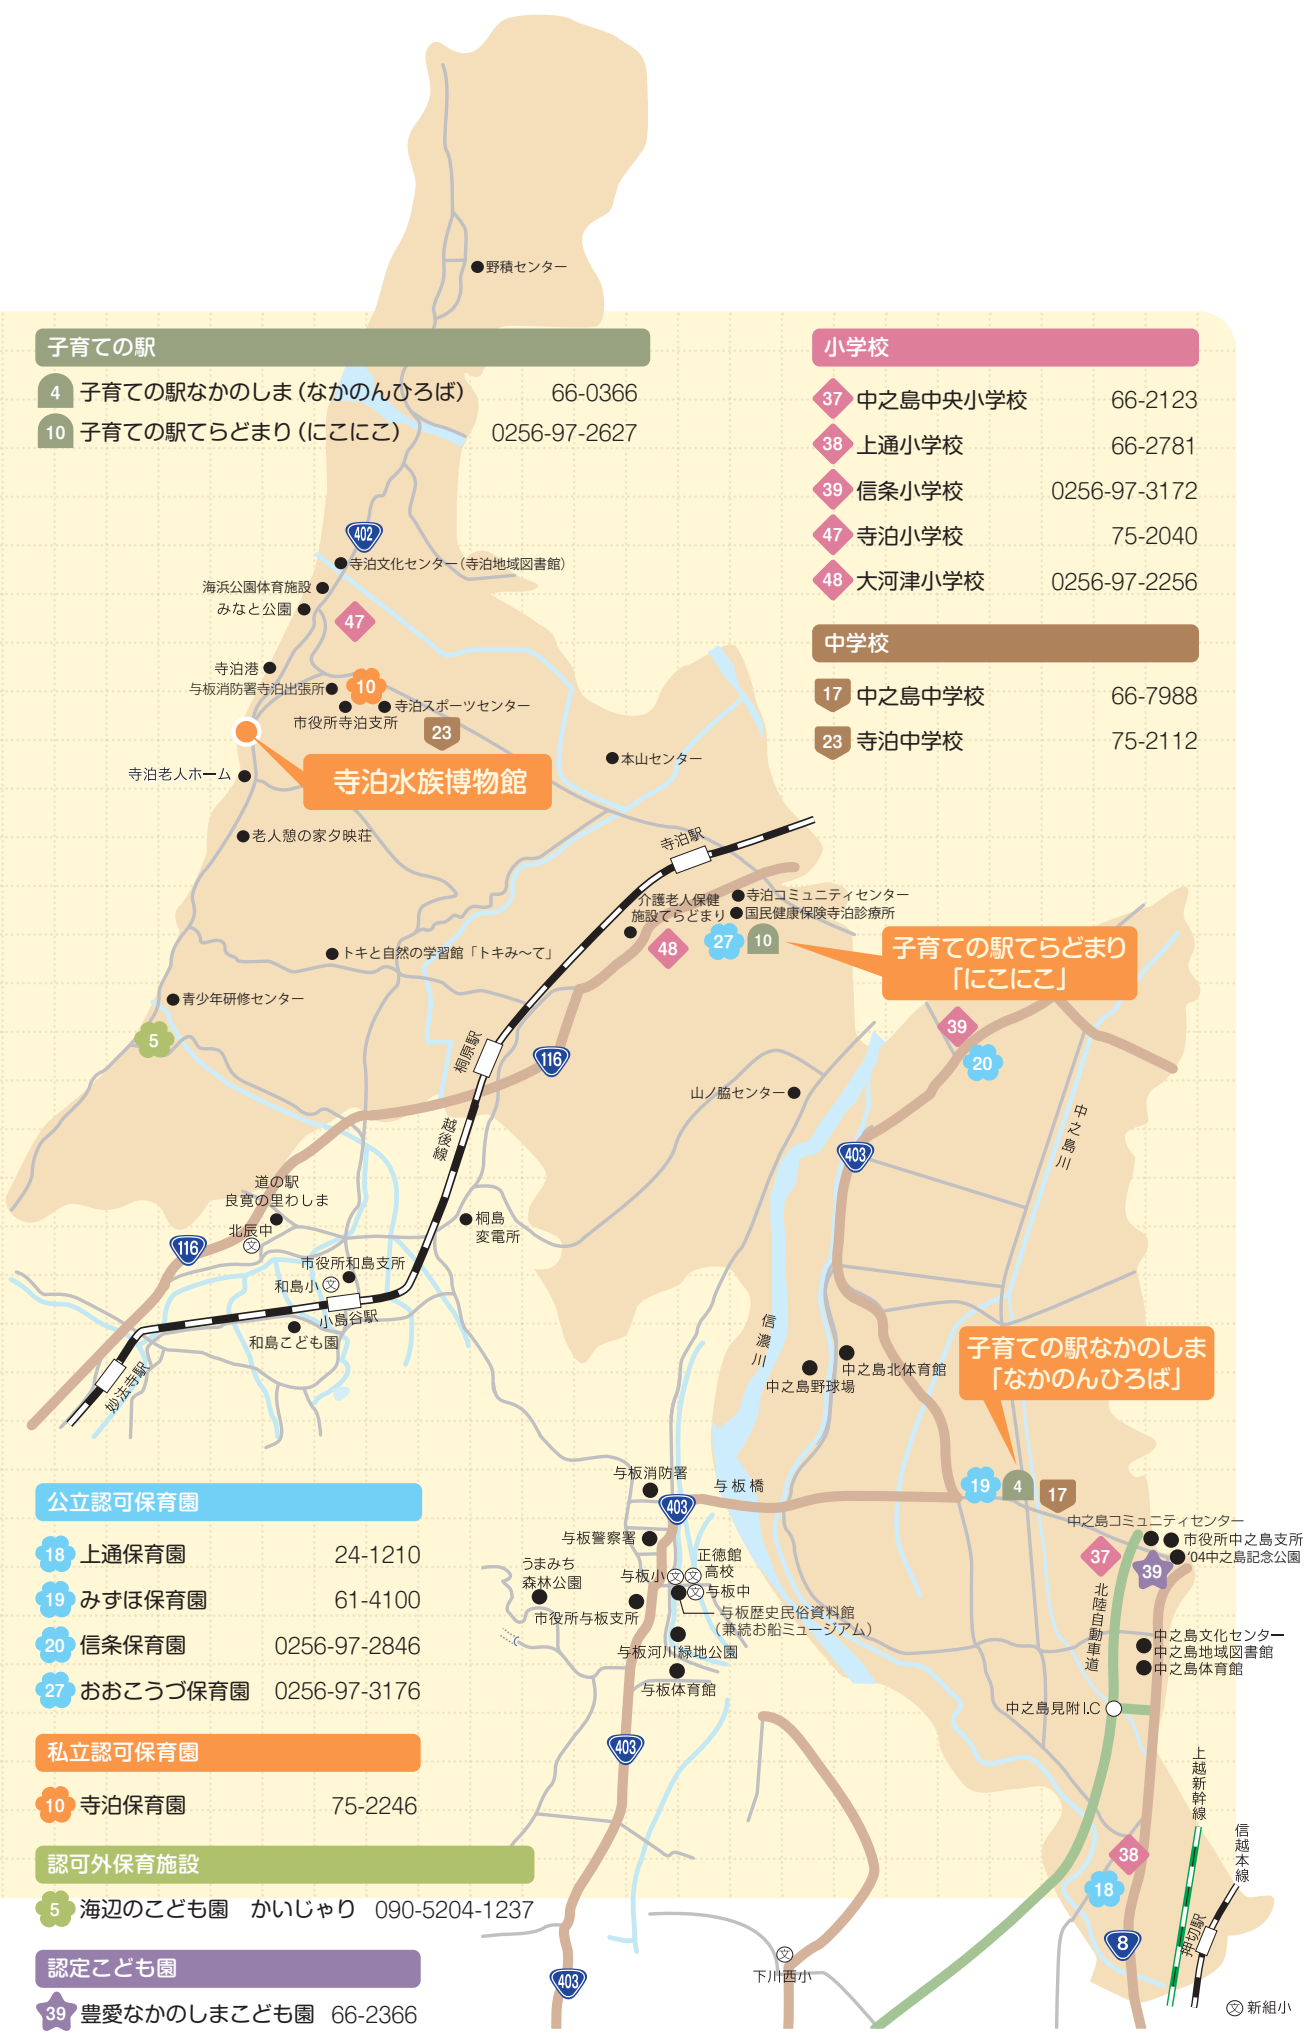 野積センター
子育ての駅
4 子育ての駅なかのしま（なかのんひろば） 66-0366
10 子育ての駅てらどまり（にこにこ） 0256-97-2627
小学校
37 中之島中央小学校 66-2123
38 上通小学校 66-2781
39 信条小学校 0256-97-3172
47 寺泊小学校 75-2040
48 大河津小学校 0256-97-2256
中学校
17 中之島中学校 66-7988
23 寺泊中学校 75-2112
402
寺泊文化センター（寺泊地域図書館）
海浜公園体育施設
みなと公園
47
寺泊港
与板消防署寺泊出張所
10
寺泊スポーツセンター
市役所寺泊支所
23
寺泊水族博物館
本山センター
寺泊老人ホーム
老人憩の家夕映荘
寺泊駅
介護老人保健
施設てらどまり
寺泊コミュニティセンター
国民健康保険寺泊診療所
48
27
10
子育ての駅てらどまり
「にこにこ」
トキと自然の学習館「トキみ～て」
青少年研修センター
5
39
20
桐原駅
116
山ノ脇センター
中之島川
越後線
403
道の駅
良寛の里わしま
北辰中
文
116
桐島
変電所
市役所和島支所
和島小 文
小島谷駅
和島こども園
妙法寺駅
信濃川
中之島北体育館
中之島野球場
子育ての駅なかのしま
「なかのんひろば」
与板消防署
与板橋
403
19
4
17
中之島コミュニティセンター
市役所中之島支所
'04中之島記念公園
37
39
与板警察署
正徳館
高校
うまみち
森林公園
与板小 文 文
文 与板中
市役所与板支所
与板歴史民俗資料館
（兼続お船ミュージアム）
与板河川緑地公園
与板体育館
北陸自動車道
中之島文化センター
中之島地域図書館
中之島体育館
中之島見附I.C
403
上越新幹線
信越本線
38
18
押切駅
8
403
文
下川西小
文 新組小
公立認可保育園
18 上通保育園 24-1210
19 みずほ保育園 61-4100
20 信条保育園 0256-97-2846
27 おおこうづ保育園 0256-97-3176
私立認可保育園
10 寺泊保育園 75-2246
認可外保育施設
5 海辺のこども園　かいじゃり 090-5204-1237
認定こども園
39 豊愛なかのしまこども園 66-2366